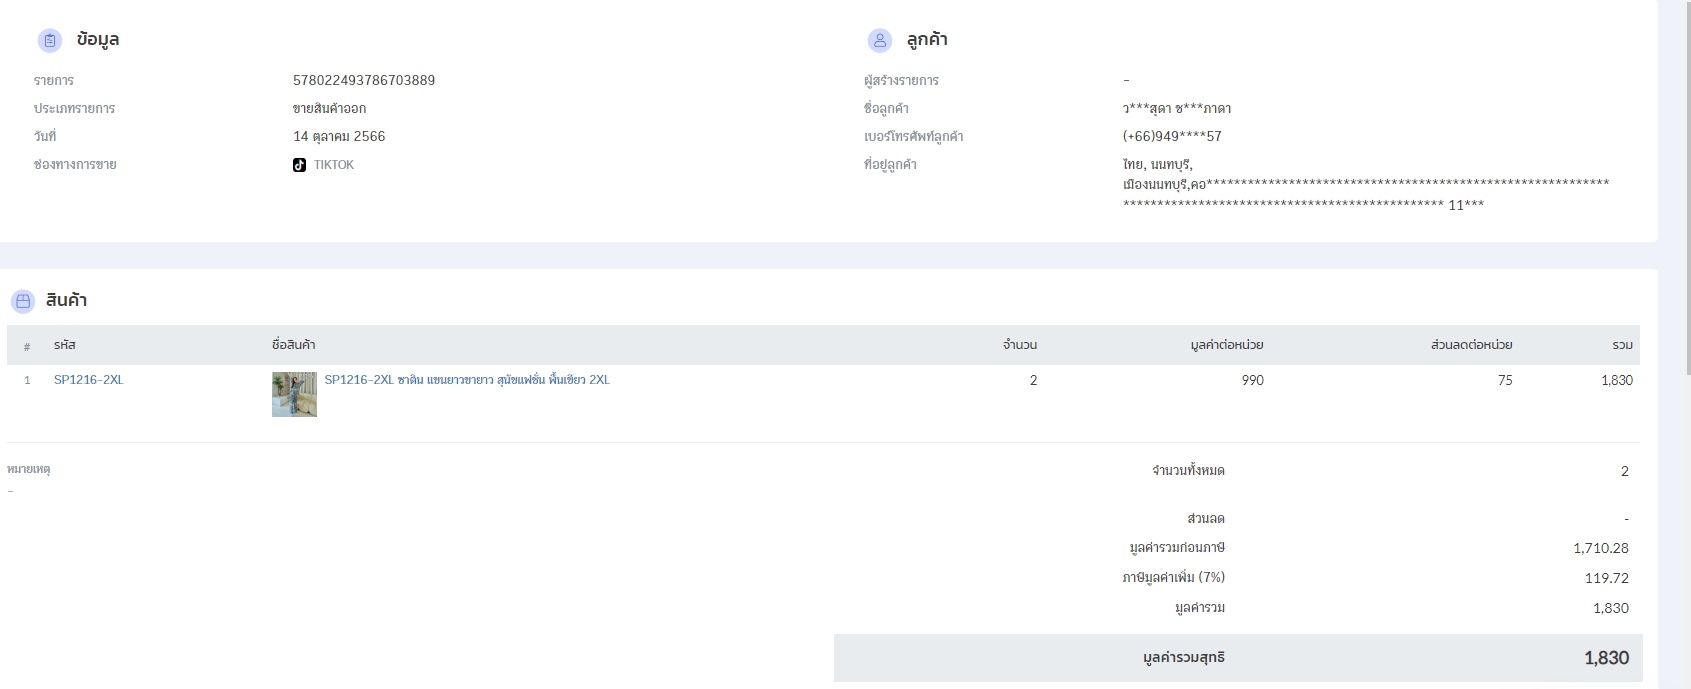 ข้อมูล
รายการ 578022493786703889
ประเภทรายการ ขายสินค้าออก
วันที่ 14 ตุลาคม 2566
ช่องทางการขาย TIKTOK
ลูกค้า
ผู้สร้างรายการ -
ชื่อลูกค้า ว***สุดา ช***ภาดา
เบอร์โทรศัพท์ลูกค้า (+66)949****57
ที่อยู่ลูกค้า ไทย, นนทบุรี,
เมืองนนทบุรี,คอ***********************************************************
*********************************************** 11***
สินค้า
# รหัส ชื่อสินค้า จำนวน มูลค่าต่อหน่วย ส่วนลดต่อหน่วย รวม
1 SP1216-2XL SP1216-2XL ซาติน แขนยาวขายาว สุนัขแฟชั่น พื้นเขียว 2XL 2 990 75 1,830
หมายเหตุ
-
จำนวนทั้งหมด 2
ส่วนลด -
มูลค่ารวมก่อนภาษี 1,710.28
ภาษีมูลค่าเพิ่ม (7%) 119.72
มูลค่ารวม 1,830
มูลค่ารวมสุทธิ 1,830